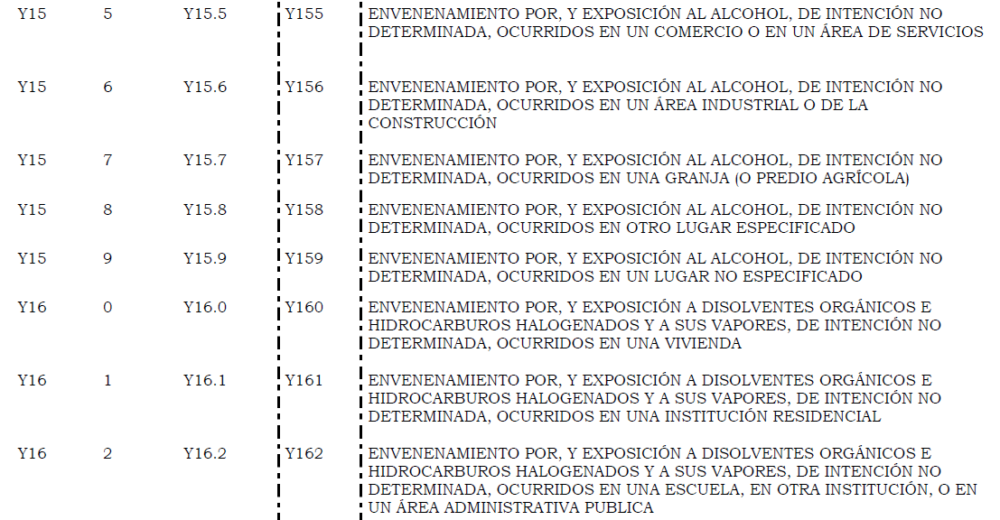 Y15 5 Y15.5 Y155 ENVENENAMIENTO POR, Y EXPOSICIÓN AL ALCOHOL, DE INTENCIÓN NO
DETERMINADA, OCURRIDOS EN UN COMERCIO O EN UN ÁREA DE SERVICIOS
Y15 6 Y15.6 Y156 ENVENENAMIENTO POR, Y EXPOSICIÓN AL ALCOHOL, DE INTENCIÓN NO
DETERMINADA, OCURRIDOS EN UN ÁREA INDUSTRIAL O DE LA
CONSTRUCCIÓN
Y15 7 Y15.7 Y157 ENVENENAMIENTO POR, Y EXPOSICIÓN AL ALCOHOL, DE INTENCIÓN NO
DETERMINADA, OCURRIDOS EN UNA GRANJA (O PREDIO AGRÍCOLA)
Y15 8 Y15.8 Y158 ENVENENAMIENTO POR, Y EXPOSICIÓN AL ALCOHOL, DE INTENCIÓN NO
DETERMINADA, OCURRIDOS EN OTRO LUGAR ESPECIFICADO
Y15 9 Y15.9 Y159 ENVENENAMIENTO POR, Y EXPOSICIÓN AL ALCOHOL, DE INTENCIÓN NO
DETERMINADA, OCURRIDOS EN UN LUGAR NO ESPECIFICADO
Y16 0 Y16.0 Y160 ENVENENAMIENTO POR, Y EXPOSICIÓN A DISOLVENTES ORGÁNICOS E
HIDROCARBUROS HALOGENADOS Y A SUS VAPORES, DE INTENCIÓN NO
DETERMINADA, OCURRIDOS EN UNA VIVIENDA
Y16 1 Y16.1 Y161 ENVENENAMIENTO POR, Y EXPOSICIÓN A DISOLVENTES ORGÁNICOS E
HIDROCARBUROS HALOGENADOS Y A SUS VAPORES, DE INTENCIÓN NO
DETERMINADA, OCURRIDOS EN UNA INSTITUCIÓN RESIDENCIAL
Y16 2 Y16.2 Y162 ENVENENAMIENTO POR, Y EXPOSICIÓN A DISOLVENTES ORGÁNICOS E
HIDROCARBUROS HALOGENADOS Y A SUS VAPORES, DE INTENCIÓN NO
DETERMINADA, OCURRIDOS EN UNA ESCUELA, EN OTRA INSTITUCIÓN, O EN
UN ÁREA ADMINISTRATIVA PUBLICA